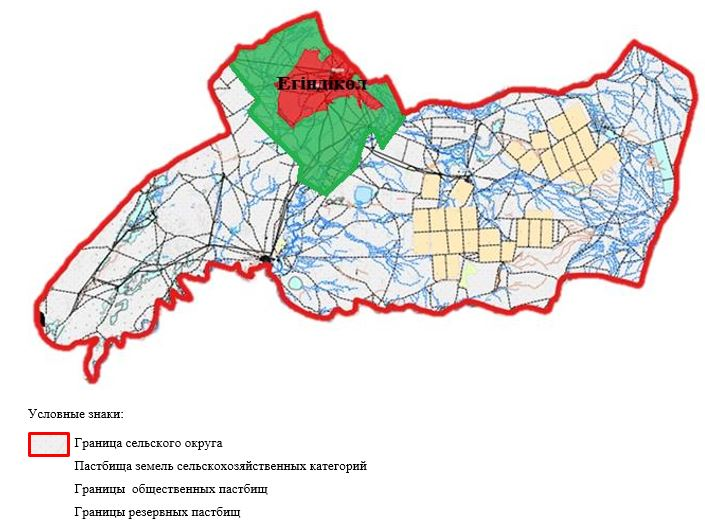 Егіндікөл
Условные знаки:
Граница сельского округа
Пастбища земель сельскохозяйственных категорий
Границы общественных пастбищ
Границы резервных пастбищ